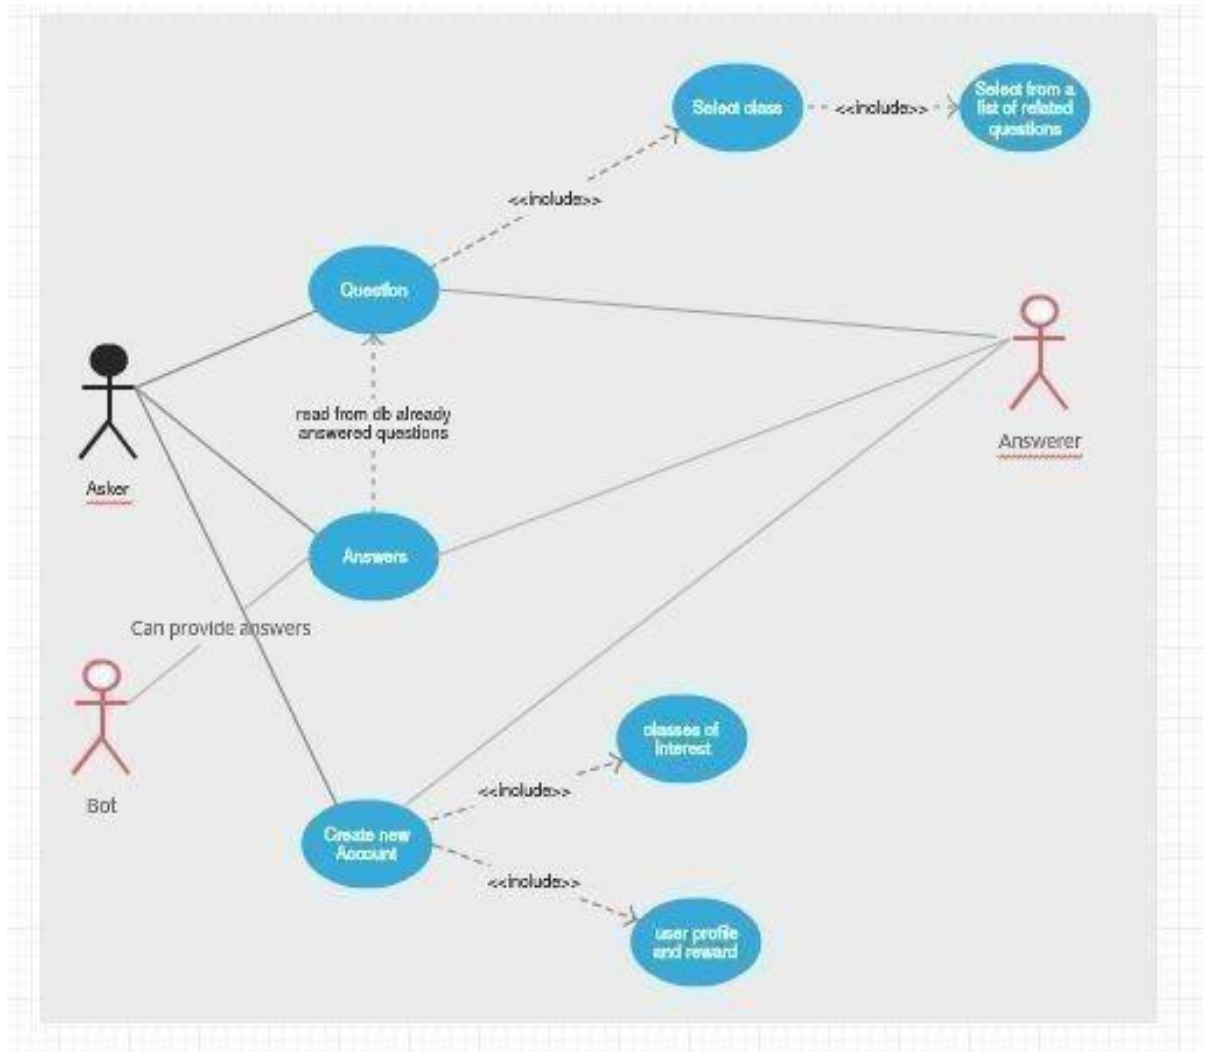 Select class
<<include>>
Select from a
list of related
questions
<<include>>
Question
read from db already
answered questions
Asker
Answerer
Answers
Can provide answers
Bot
classes of
Interest
<<include>>
Create new
Account
<<include>>
user profile
and reward